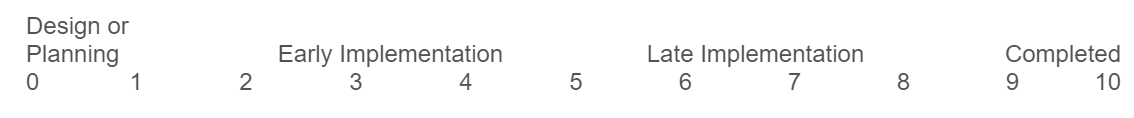 Design or
Planning Early Implementation Late Implementation Completed
0 1 2 3 4 5 6 7 8 9 10